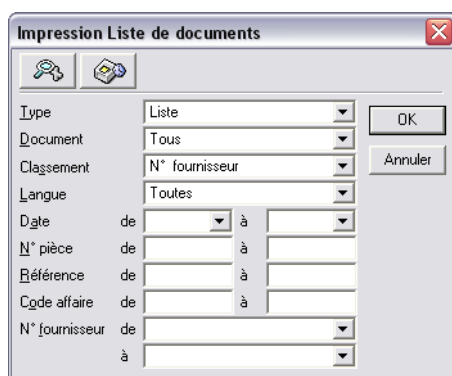 Impression Liste de documents
Type Liste OK
Document Tous
Classement N° fournisseur Annuler
Langue Toutes
Date de à
N° pièce de à
Référence de à
Code affaire de à
N° fournisseur de
à